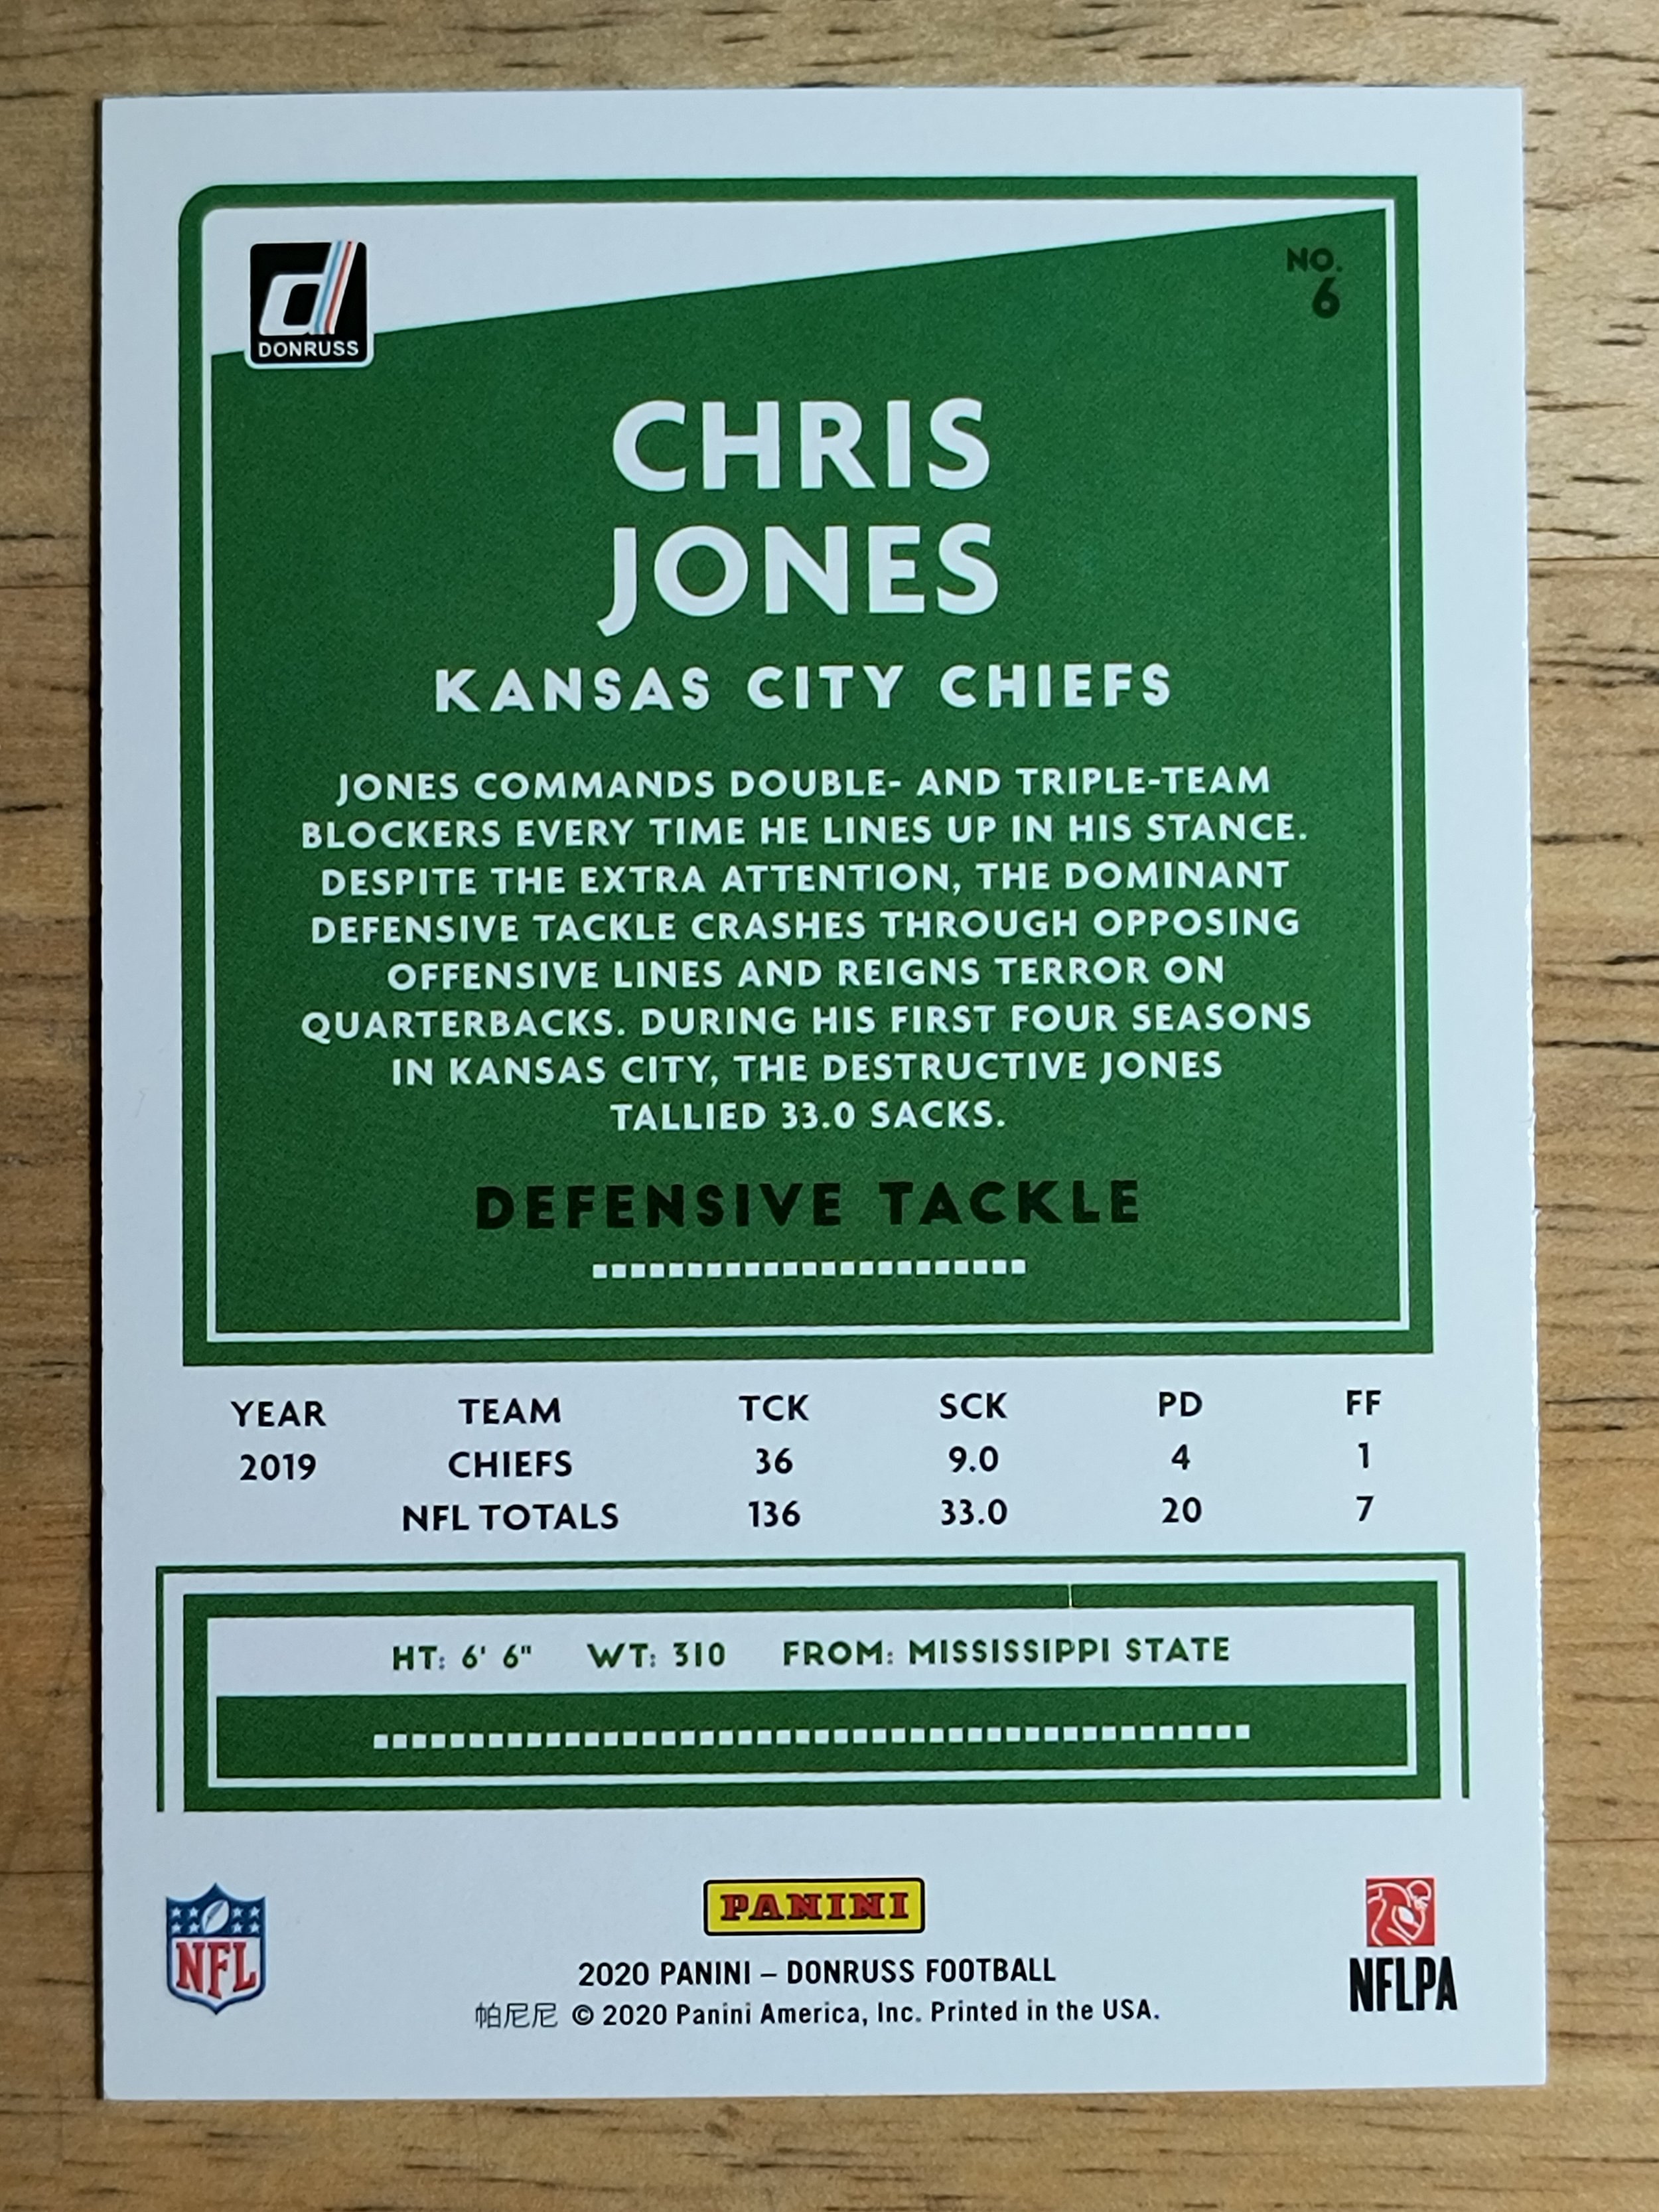 d
DONRUSS
NO.
6
CHRIS
JONES
KANSAS CITY CHIEFS
JONES COMMANDS DOUBLE- AND TRIPLE-TEAM
BLOCKERS EVERY TIME HE LINES UP IN HIS STANCE.
DESPITE THE EXTRA ATTENTION, THE DOMINANT
DEFENSIVE TACKLE CRASHES THROUGH OPPOSING
OFFENSIVE LINES AND REIGNS TERROR ON
QUARTERBACKS. DURING HIS FIRST FOUR SEASONS
IN KANSAS CITY, THE DESTRUCTIVE JONES
TALLIED 33.0 SACKS.
DEFENSIVE TACKLE
YEAR TEAM TCK SCK PD FF
2019 CHIEFS 36 9.0 4 1
NFL TOTALS 136 33.0 20 7
HT: 6' 6" WT: 310 FROM: MISSISSIPPI STATE
NFL
PANINI
2020 PANINI – DONRUSS FOOTBALL
帕尼尼 © 2020 Panini America, Inc. Printed in the USA.
NFLPA